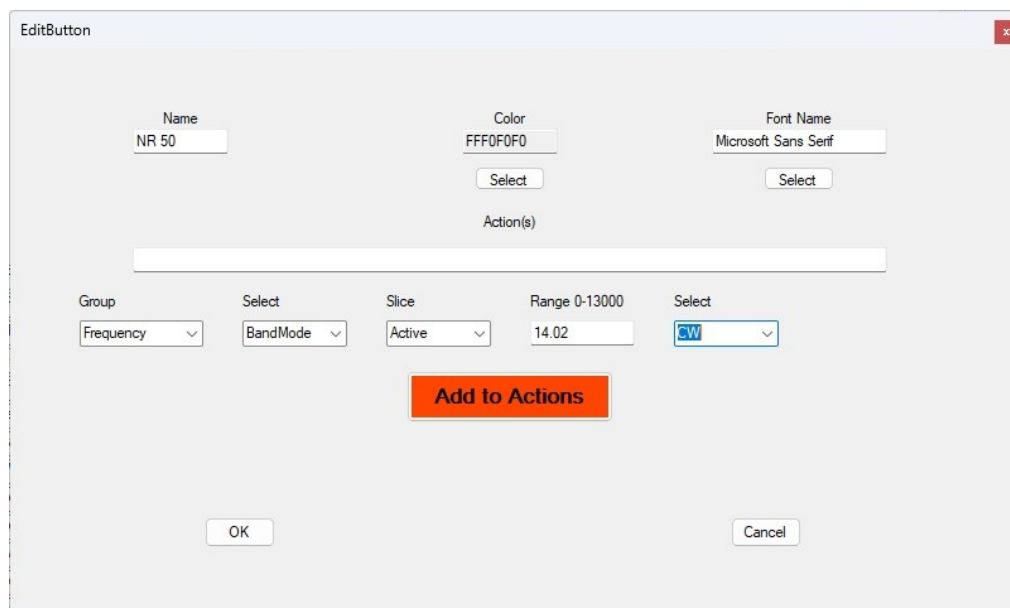 EditButton
x
Name Color Font Name
NR 50 FFF0F0F0 Microsoft Sans Serif
Select Select
Action(s)
Group Select Slice Range 0-13000 Select
Frequency BandMode Active 14.02 CW
Add to Actions
OK Cancel